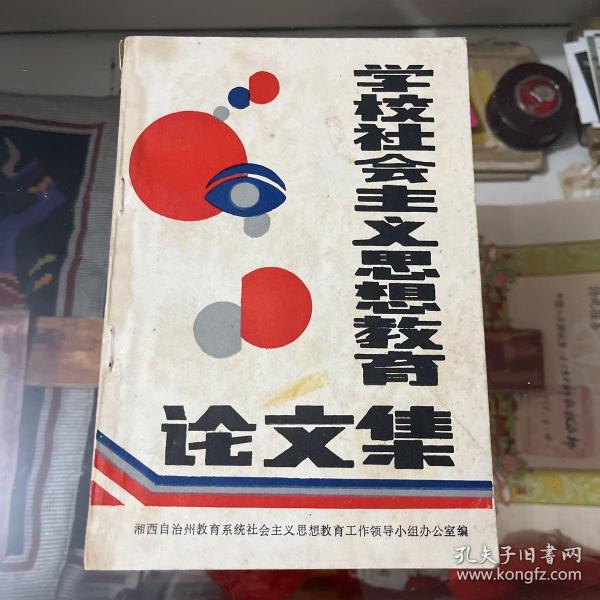 学校社会主义思想教育
论文集
湘西自治州教育系统社会主义思想教育工作领导小组办公室编
孔夫子旧书网
www.kongfz.com